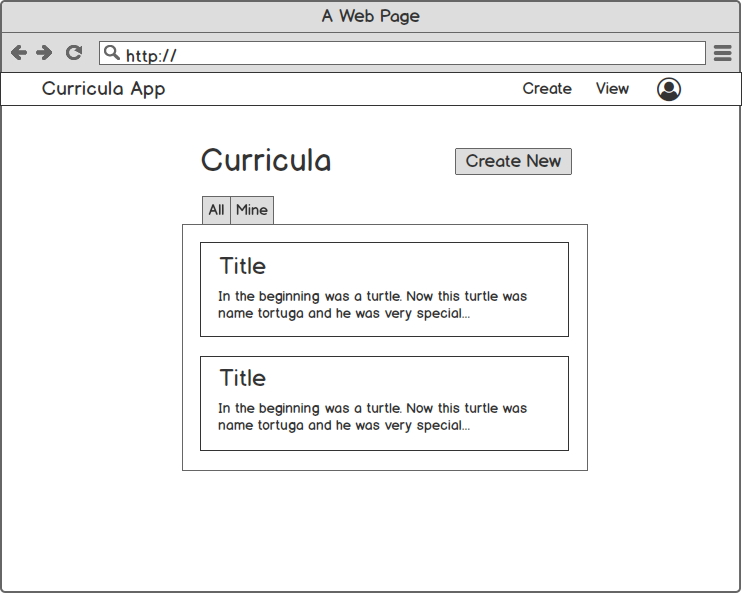 A Web Page
http://
Curricula App
Create
View
Curricula
Create New
All
Mine
Title
In the beginning was a turtle. Now this turtle was
name tortuga and he was very special...
Title
In the beginning was a turtle. Now this turtle was
name tortuga and he was very special...